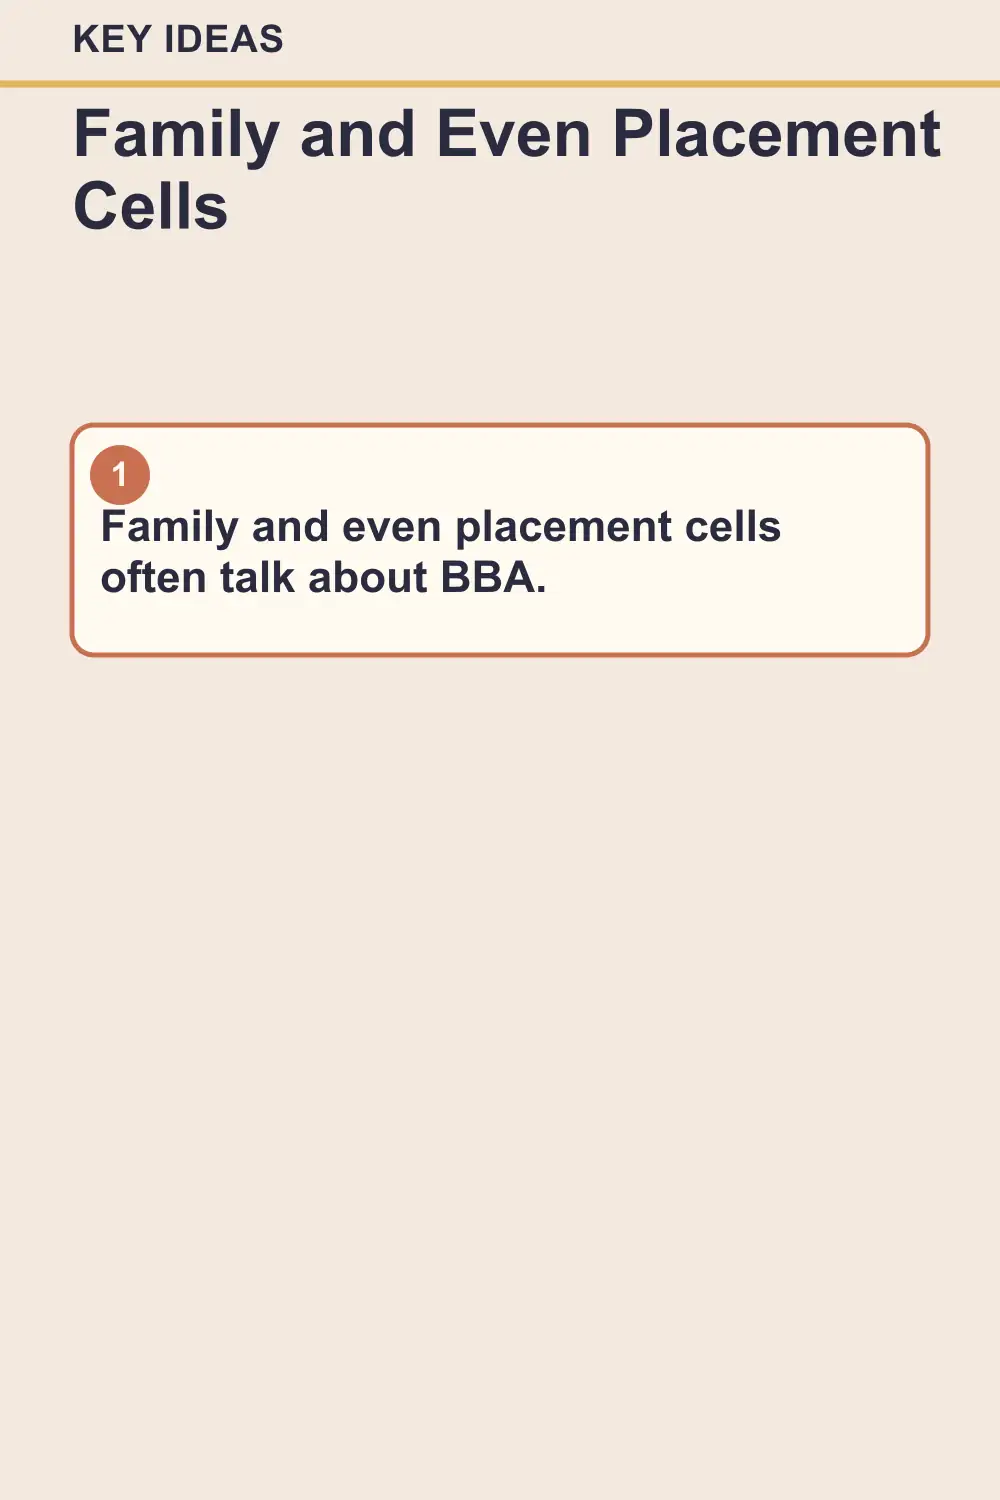 KEY IDEAS
Family and Even Placement
Cells
1
Family and even placement cells
often talk about BBA.